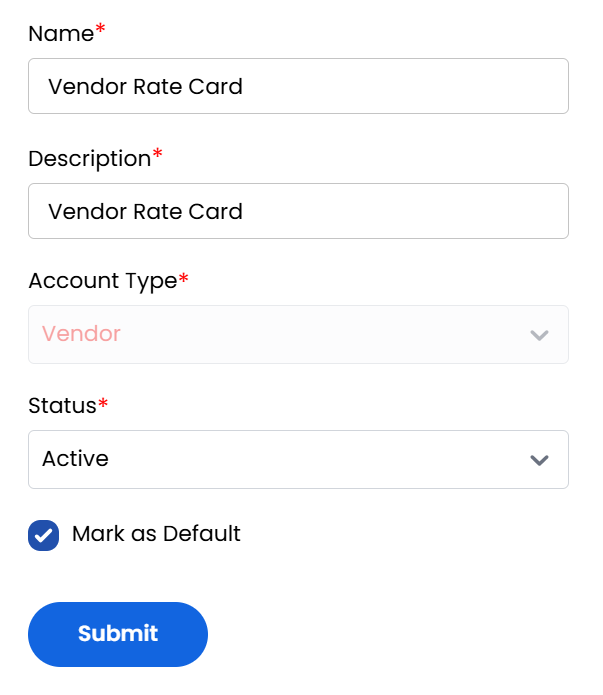 Name*
Vendor Rate Card
Description*
Vendor Rate Card
Account Type*
Vendor
Status*
Active
Mark as Default
Submit